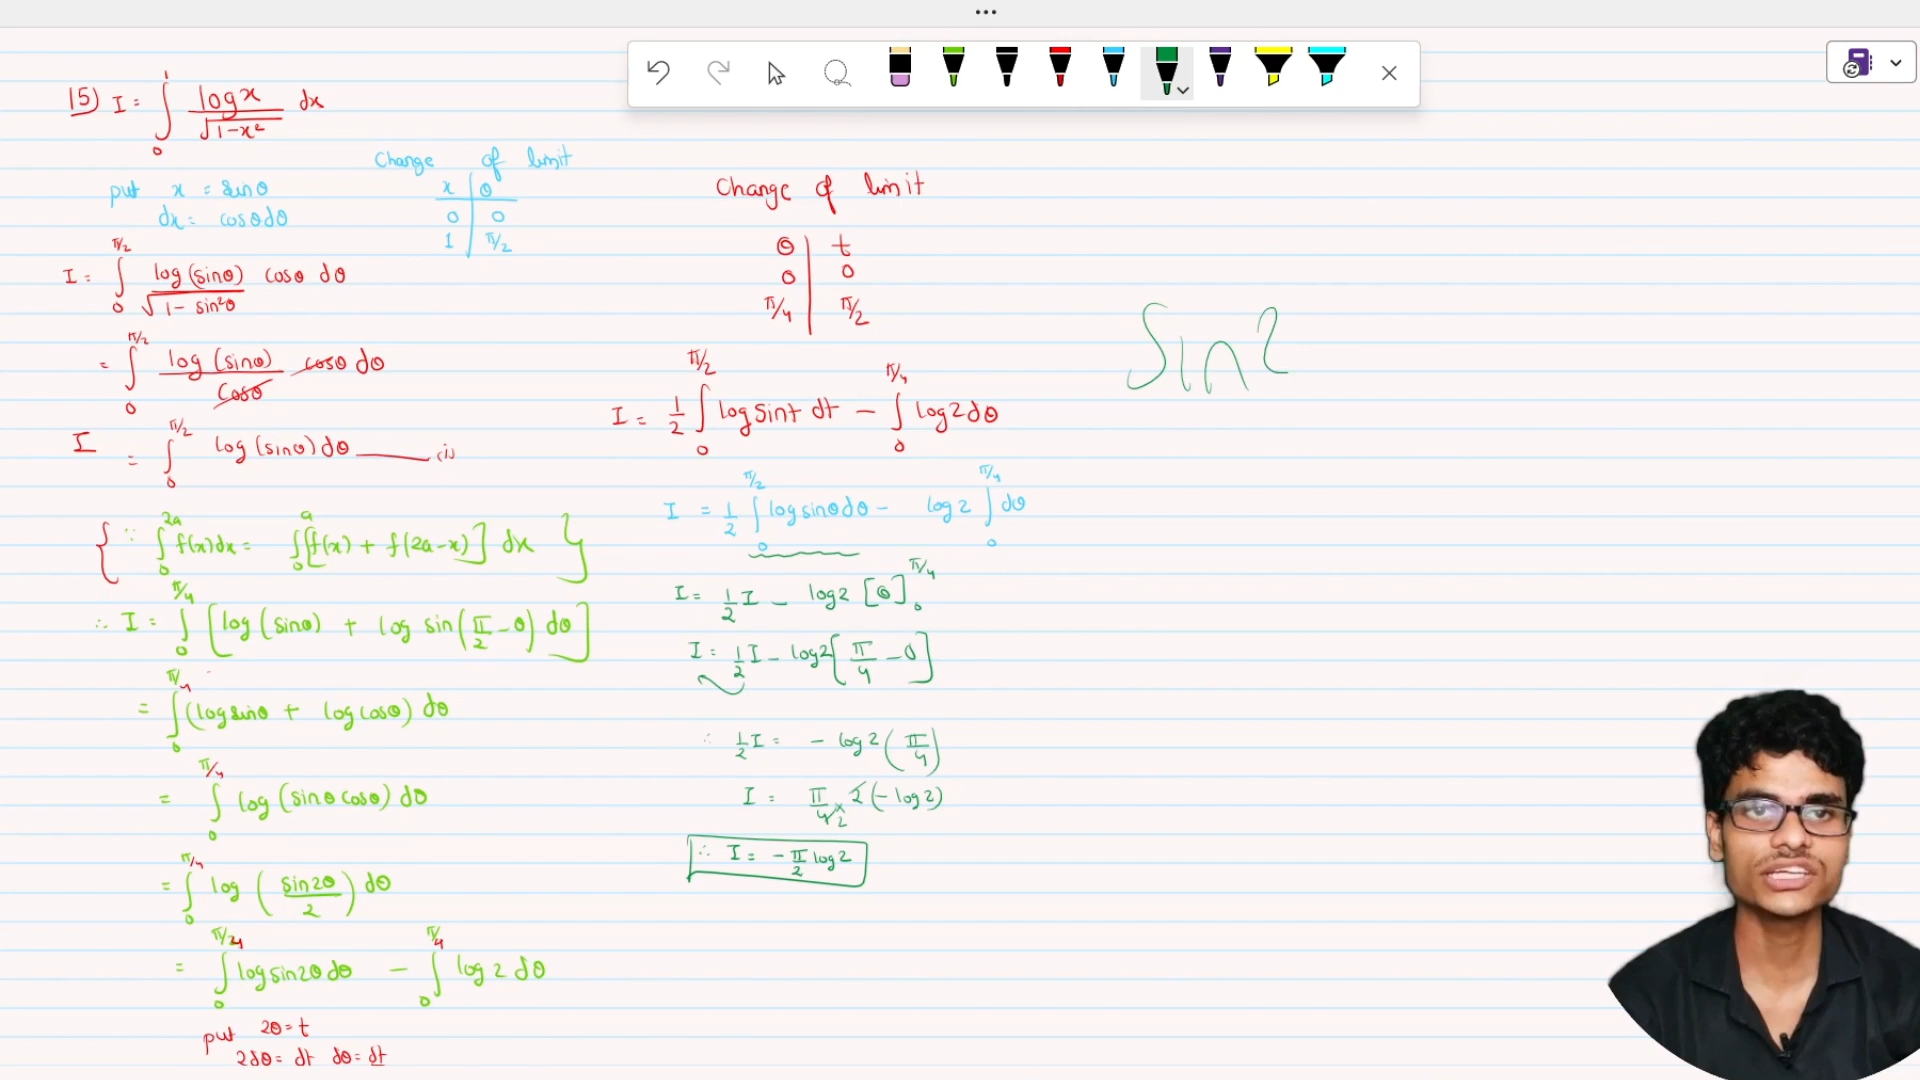 15) I = ∫₀¹ log x / √(1-x²) dx
put x = sinθ
dx = cosθdθ
Change of limit
x | θ
0 | 0
1 | π/2
I = ∫₀^{π/2} log(sinθ) / √(1 - sin²θ) cosθ dθ
= ∫₀^{π/2} log(sinθ) / cosθ cosθ dθ
I = ∫₀^{π/2} log(sinθ)dθ ——— (i)
{ ∵ ∫₀^{2a} f(x)dx = ∫₀^{a} [f(x) + f(2a-x)] dx }
∴ I = ∫₀^{π/4} [log(sinθ) + log sin(π/2 - θ) dθ]
= ∫₀^{π/4} (log sinθ + log cosθ) dθ
= ∫₀^{π/4} log (sinθ cosθ) dθ
= ∫₀^{π/4} log (sin2θ / 2) dθ
= ∫₀^{π/4} log sin2θ dθ - ∫₀^{π/4} log 2 dθ
put 2θ = t
2dθ = dt dθ = dt
Change of limit
θ | t
0 | 0
π/4 | π/2
I = 1/2 ∫₀^{π/2} log sint dt - ∫₀^{π/4} log2dθ
I = 1/2 ∫₀^{π/2} log sinθdθ - log 2 ∫₀^{π/4} dθ
I = 1/2 I - log2 [θ]₀^{π/4}
I = 1/2 I - log2[π/4 - 0]
∴ 1/2 I = - log2 (π/4)
I = π/4 × 2 (- log2)
2
∴ I = - π/2 log2
Sin2